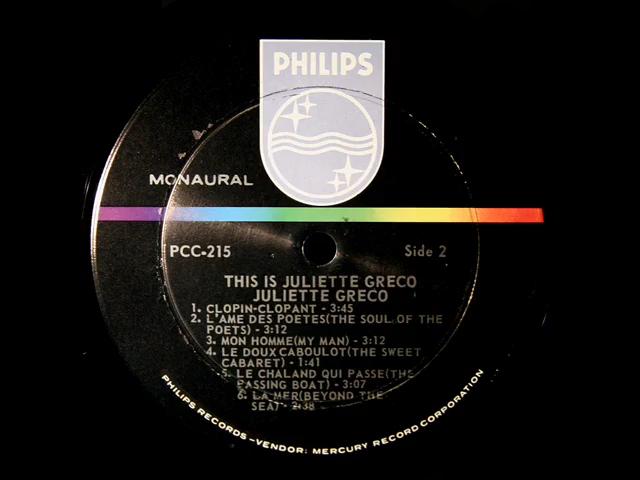 PHILIPS
MONAURAL
PCC-215
Side 2
THIS IS JULIETTE GRECO
JULIETTE GRECO
1. CLOPIN-CLOPANT - 3:45
2. L'AME DES POETES(THE SOUL OF THE
POETS) - 3:12
3. MON HOMME(MY MAN) - 3:12
4. LE DOUX CABOULOT(THE SWEET
CABARET) - 1:41
5. LE CHALAND QUI PASSE(THE
PASSING BOAT) - 3:07
6. LA MER(BEYOND THE
SEA) - 2:38
PHILIPS RECORDS-VENDOR: MERCURY RECORD CORPORATION